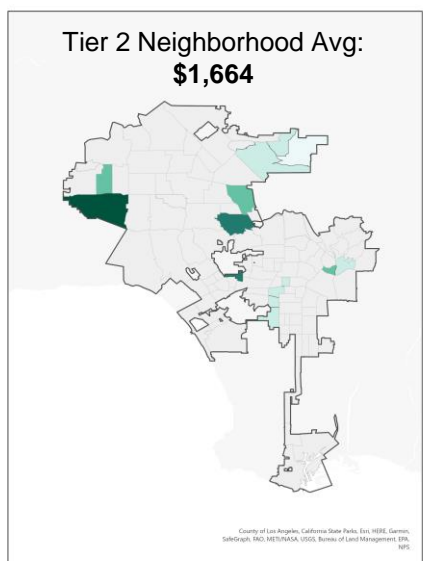 Tier 2 Neighborhood Avg:
$1,664
County of Los Angeles, California State Parks, Esri, HERE, Garmin,
SafeGraph, FAO, METI/NASA, USGS, Bureau of Land Management, EPA,
NPS